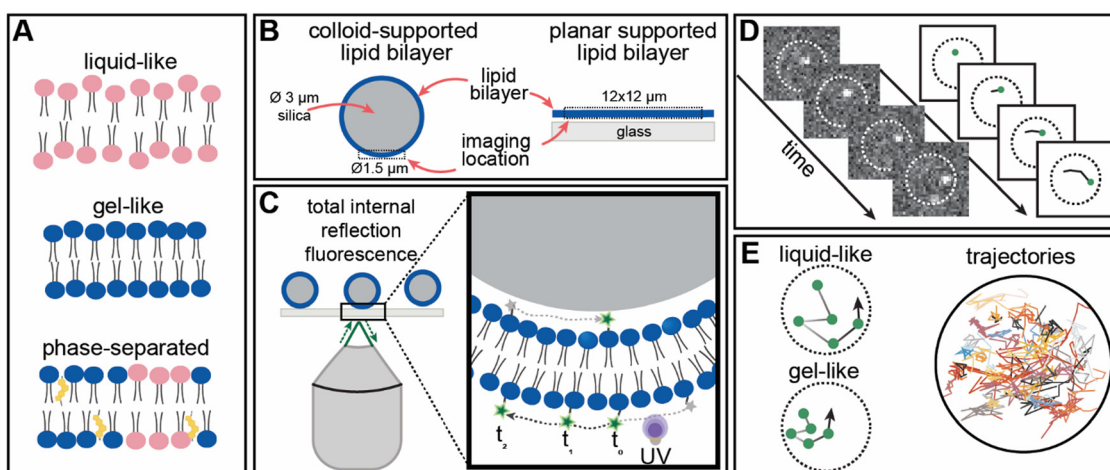 A
liquid-like
gel-like
phase-separated
B
colloid-supported
lipid bilayer
planar supported
lipid bilayer
Ø 3 µm
silica
lipid
bilayer
12x12 µm
glass
imaging
location
Ø1.5 µm
C
total internal
reflection
fluorescence
t₂
t₁
t₀
UV
D
time
E
liquid-like
trajectories
gel-like